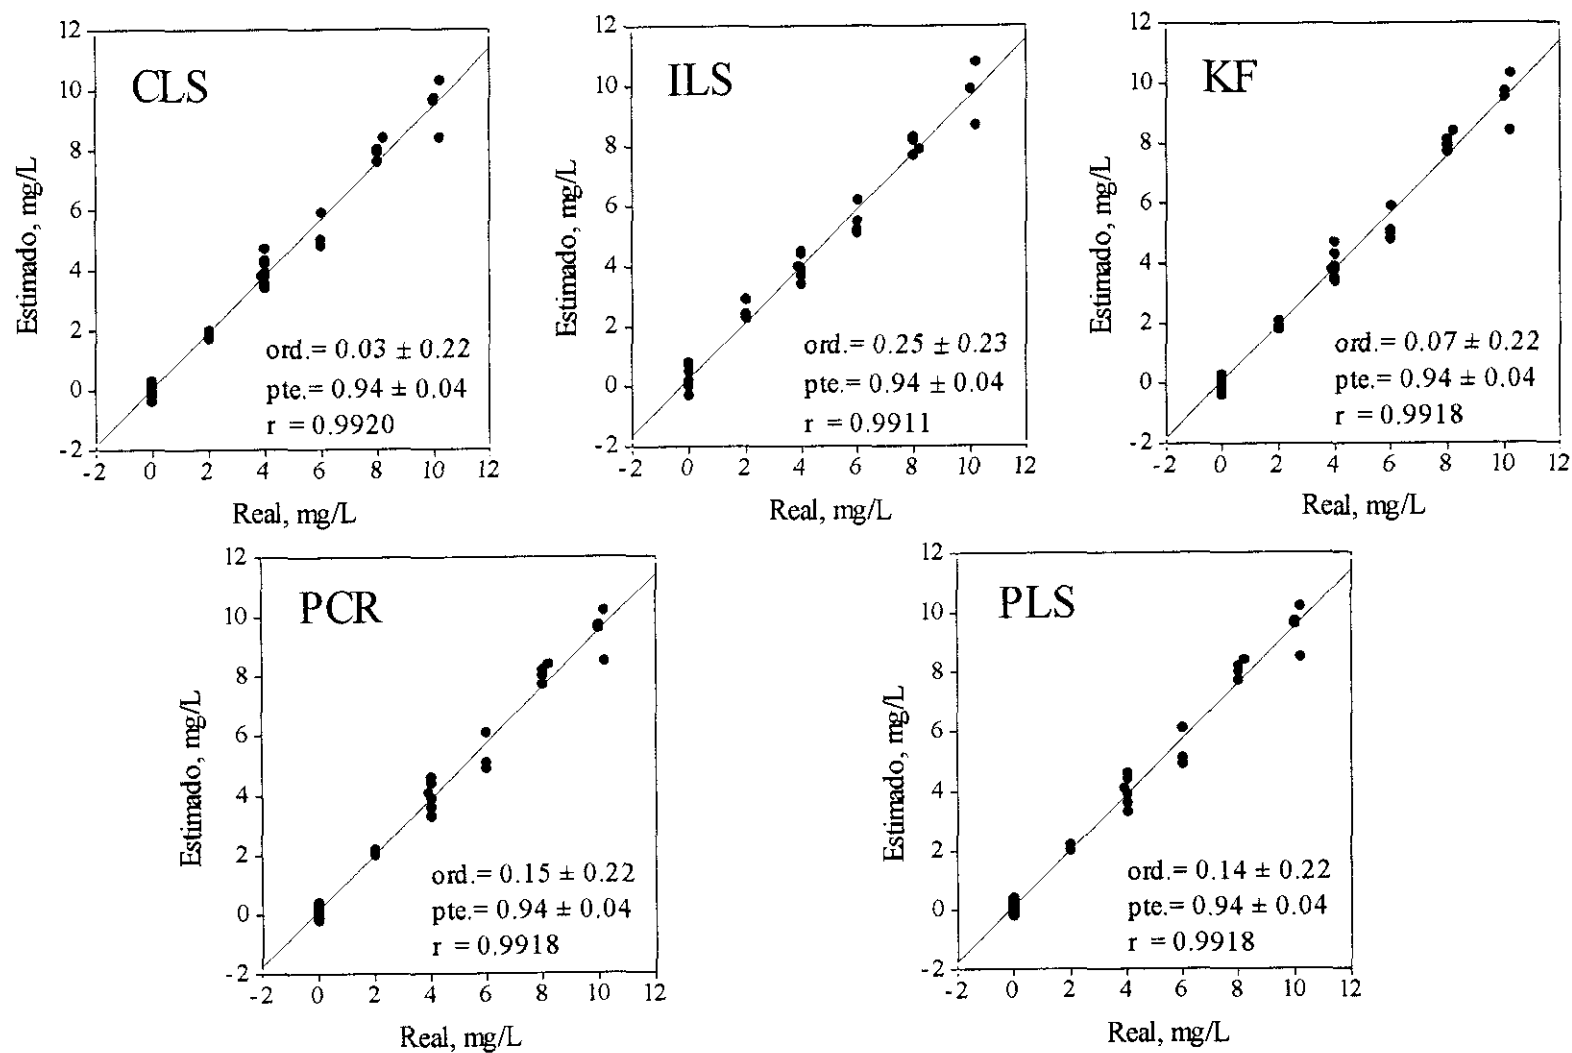 CLS
Estimado, mg/L
12
10
8
6
4
2
0
-2
ord.= 0.03 ± 0.22
pte.= 0.94 ± 0.04
r = 0.9920
-2 0 2 4 6 8 10 12
Real, mg/L
ILS
Estimado, mg/L
12
10
8
6
4
2
0
-2
ord.= 0.25 ± 0.23
pte.= 0.94 ± 0.04
r = 0.9911
-2 0 2 4 6 8 10 12
Real, mg/L
KF
Estimado, mg/L
12
10
8
6
4
2
0
-2
ord.= 0.07 ± 0.22
pte.= 0.94 ± 0.04
r = 0.9918
-2 0 2 4 6 8 10 12
Real, mg/L
PCR
Estimado, mg/L
12
10
8
6
4
2
0
-2
ord.= 0.15 ± 0.22
pte.= 0.94 ± 0.04
r = 0.9918
-2 0 2 4 6 8 10 12
Real, mg/L
PLS
Estimado, mg/L
12
10
8
6
4
2
0
-2
ord.= 0.14 ± 0.22
pte.= 0.94 ± 0.04
r = 0.9918
-2 0 2 4 6 8 10 12
Real, mg/L